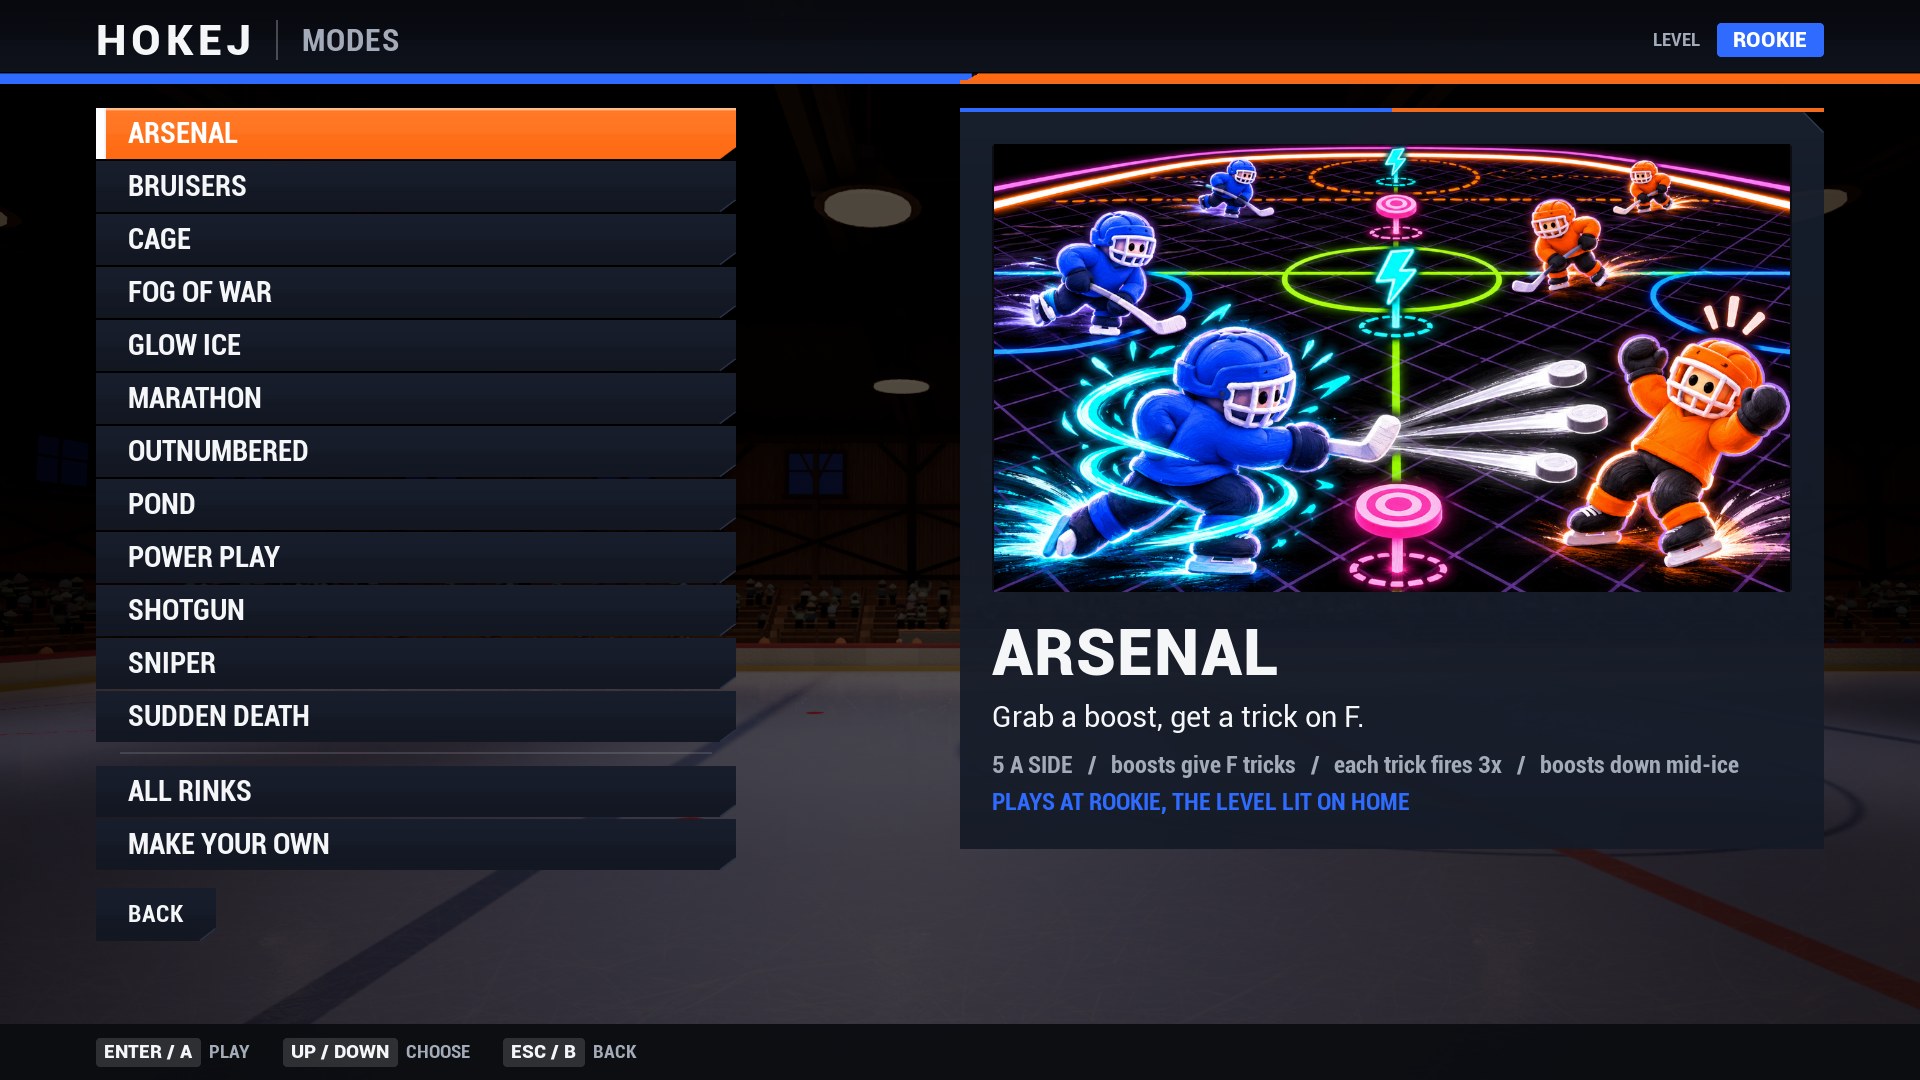 HOKEJ MODES
LEVEL ROOKIE
ARSENAL
BRUISERS
CAGE
FOG OF WAR
GLOW ICE
MARATHON
OUTNUMBERED
POND
POWER PLAY
SHOTGUN
SNIPER
SUDDEN DEATH
ALL RINKS
MAKE YOUR OWN
BACK
ARSENAL
Grab a boost, get a trick on F.
5 A SIDE / boosts give F tricks / each trick fires 3x / boosts down mid-ice
PLAYS AT ROOKIE, THE LEVEL LIT ON HOME
ENTER / A PLAY UP / DOWN CHOOSE ESC / B BACK